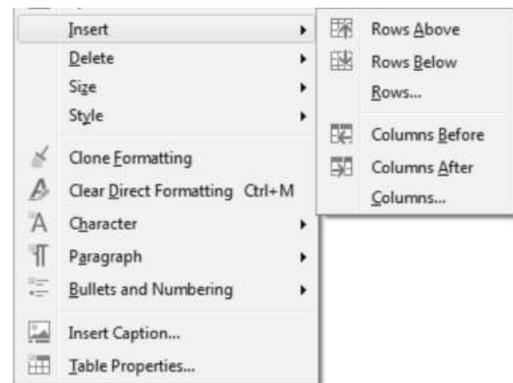 Insert
Delete
Size
Style
Clone Formatting
Clear Direct Formatting Ctrl+M
Character
Paragraph
Bullets and Numbering
Insert Caption...
Table Properties...
Rows Above
Rows Below
Rows...
Columns Before
Columns After
Columns...